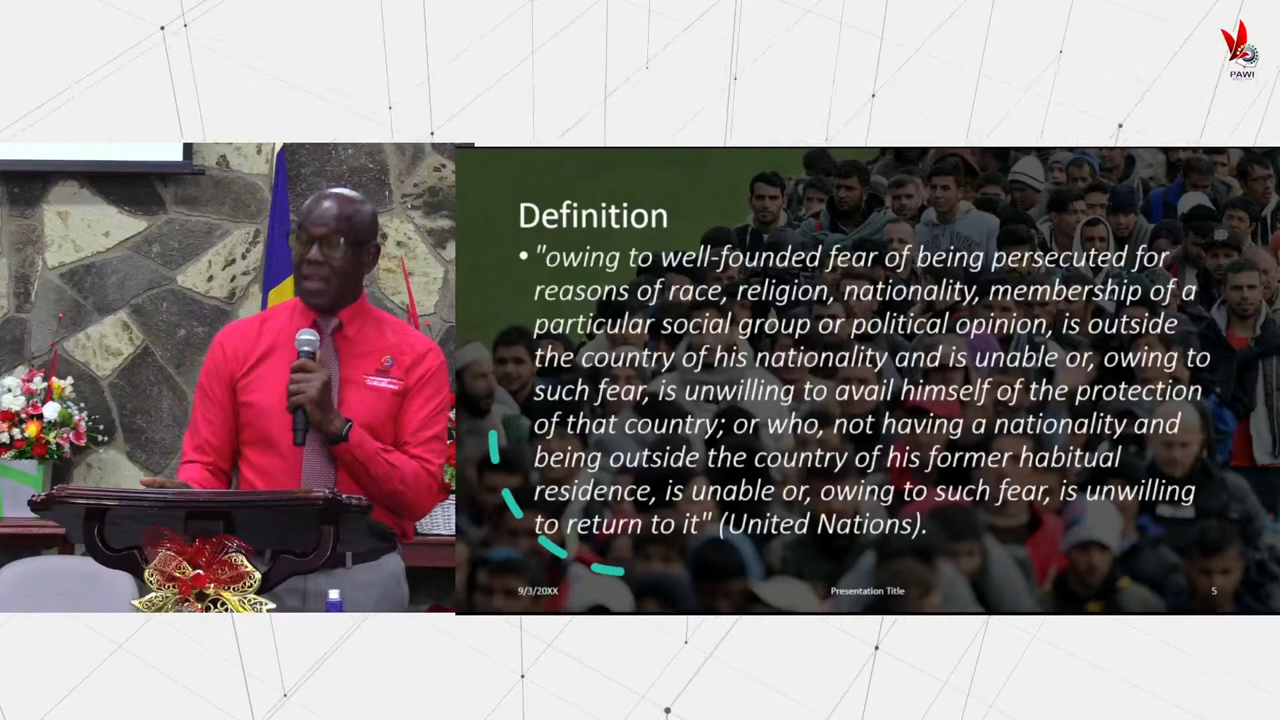 PAWI
Definition
• "owing to well-founded fear of being persecuted for
reasons of race, religion, nationality, membership of a
particular social group or political opinion, is outside
the country of his nationality and is unable or, owing to
such fear, is unwilling to avail himself of the protection
of that country; or who, not having a nationality and
being outside the country of his former habitual
residence, is unable or, owing to such fear, is unwilling
to return to it" (United Nations).
9/3/20XX
Presentation Title
5